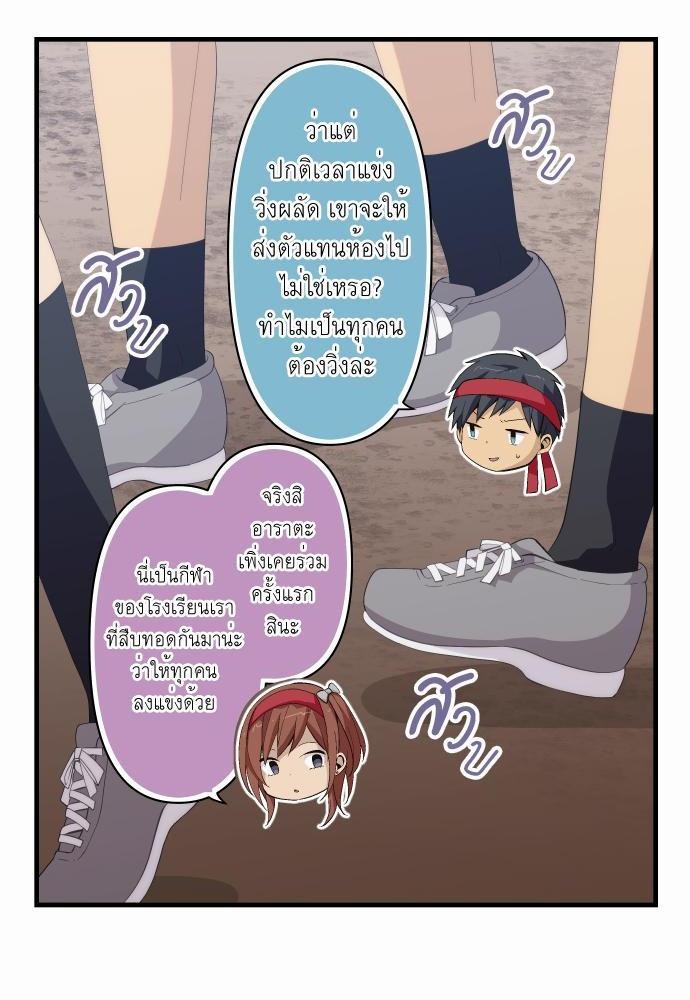 ว่าแต่
ปกติเวลาแข่ง
วิ่งผลัด เขาจะให้
ส่งตัวแทนห้องไป
ไม่ใช่เหรอ?
ทำไมเป็นทุกคน
ต้องวิ่งล่ะ
สวบ
สวบ
จริงสิ
อาราตะ
เพิ่งเคยร่วม
ครั้งแรก
สินะ
นี่เป็นกีฬา
ของโรงเรียนเรา
ที่สืบทอดกันมาน่ะ
ว่าให้ทุกคน
ลงแข่งด้วย
สวบ